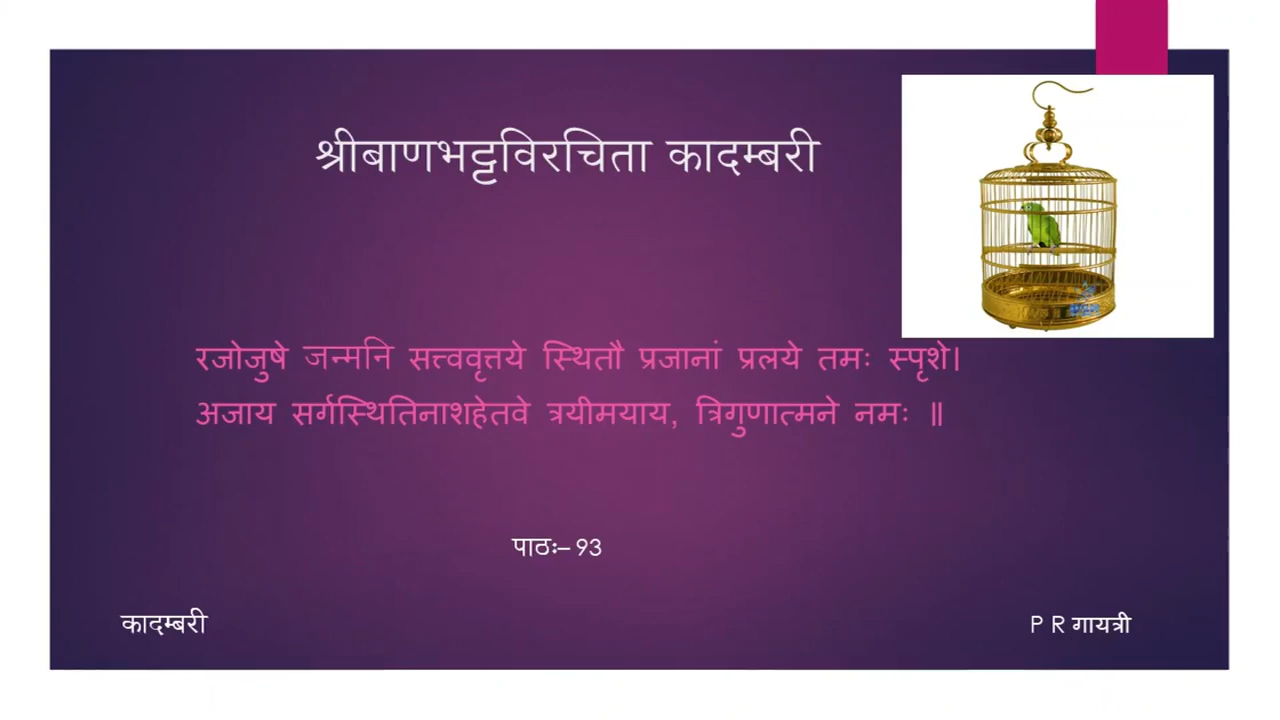 श्रीबाणभट्टविरचिता कादम्बरी
रजोजुषे जन्मनि सत्त्ववृत्तये स्थितौ प्रजानां प्रलये तमः स्पृशे।
अजाय सर्गस्थितिनाशहेतवे त्रयीमयाय, त्रिगुणात्मने नमः ॥
पाठः– 93
कादम्बरी
P R गायत्री